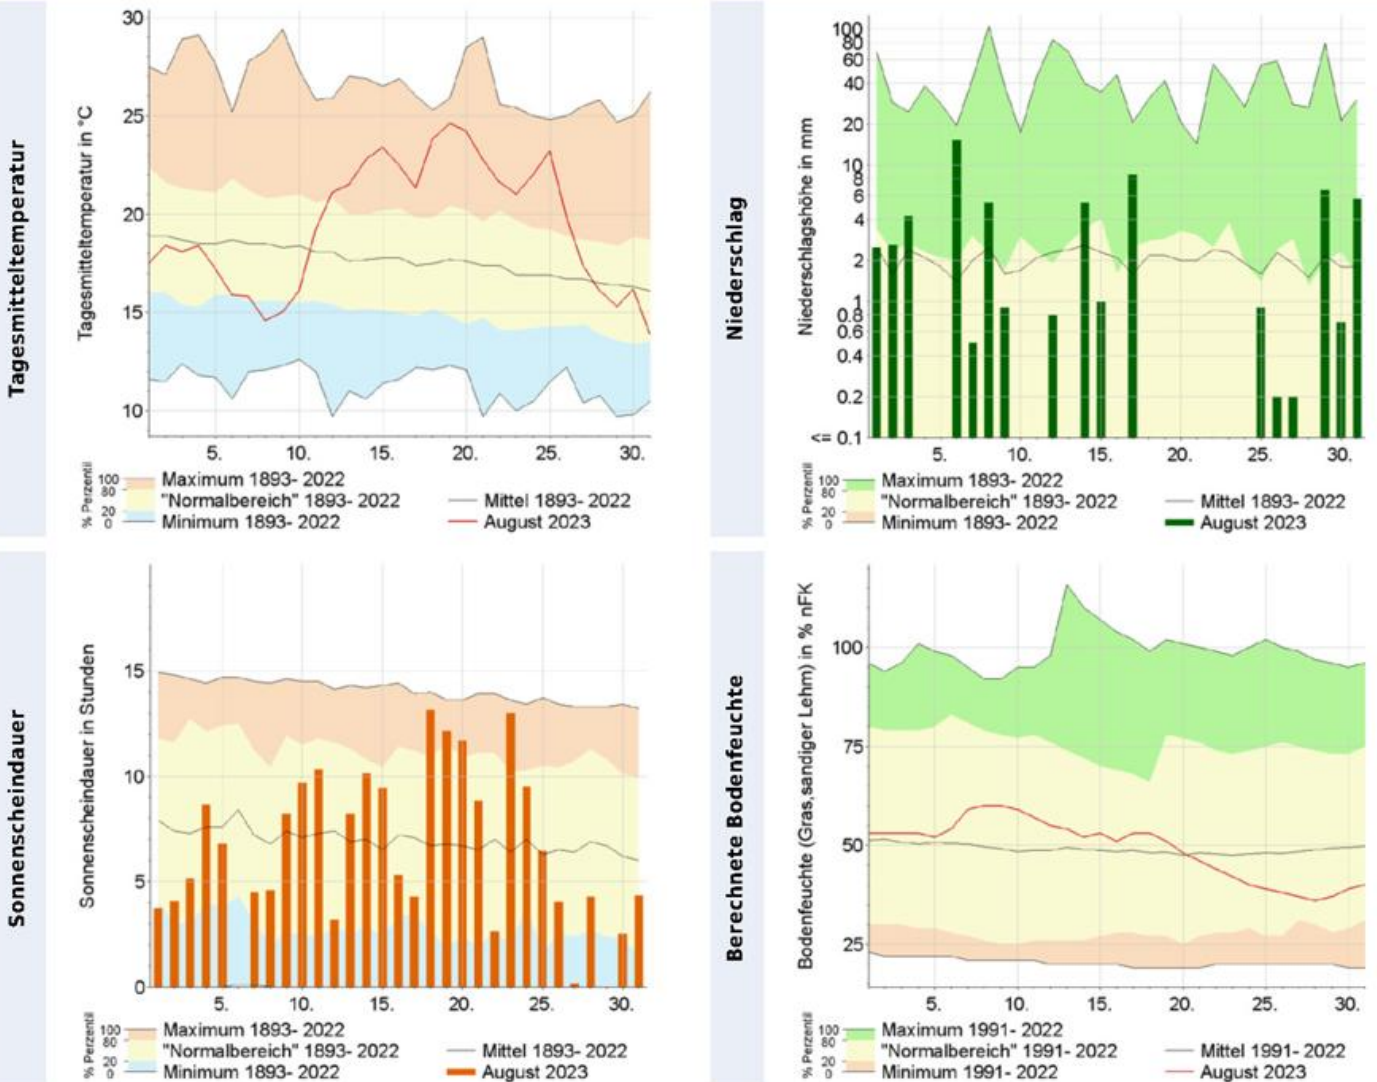 Tagesmitteltemperatur
Tagesmitteltemperatur in °C
30
25
20
15
10
5. 10. 15. 20. 25. 30.
% Perzentil
100
80
20
0
Maximum 1893- 2022
"Normalbereich" 1893- 2022
Minimum 1893- 2022
Mittel 1893- 2022
August 2023
Niederschlag
Niederschlagshöhe in mm
100
80
60
40
20
10
8
6
4
2
1
0.8
0.6
0.4
0.2
<= 0.1
5. 10. 15. 20. 25. 30.
% Perzentil
100
80
20
0
Maximum 1893- 2022
"Normalbereich" 1893- 2022
Minimum 1893- 2022
Mittel 1893- 2022
August 2023
Sonnenscheindauer
Sonnenscheindauer in Stunden
15
10
5
0
5. 10. 15. 20. 25. 30.
% Perzentil
100
80
20
0
Maximum 1893- 2022
"Normalbereich" 1893- 2022
Minimum 1893- 2022
Mittel 1893- 2022
August 2023
Berechnete Bodenfeuchte
Bodenfeuchte (Gras,sandiger Lehm) in % nFK
100
75
50
25
5. 10. 15. 20. 25. 30.
% Perzentil
100
80
20
0
Maximum 1991- 2022
"Normalbereich" 1991- 2022
Minimum 1991- 2022
Mittel 1991- 2022
August 2023